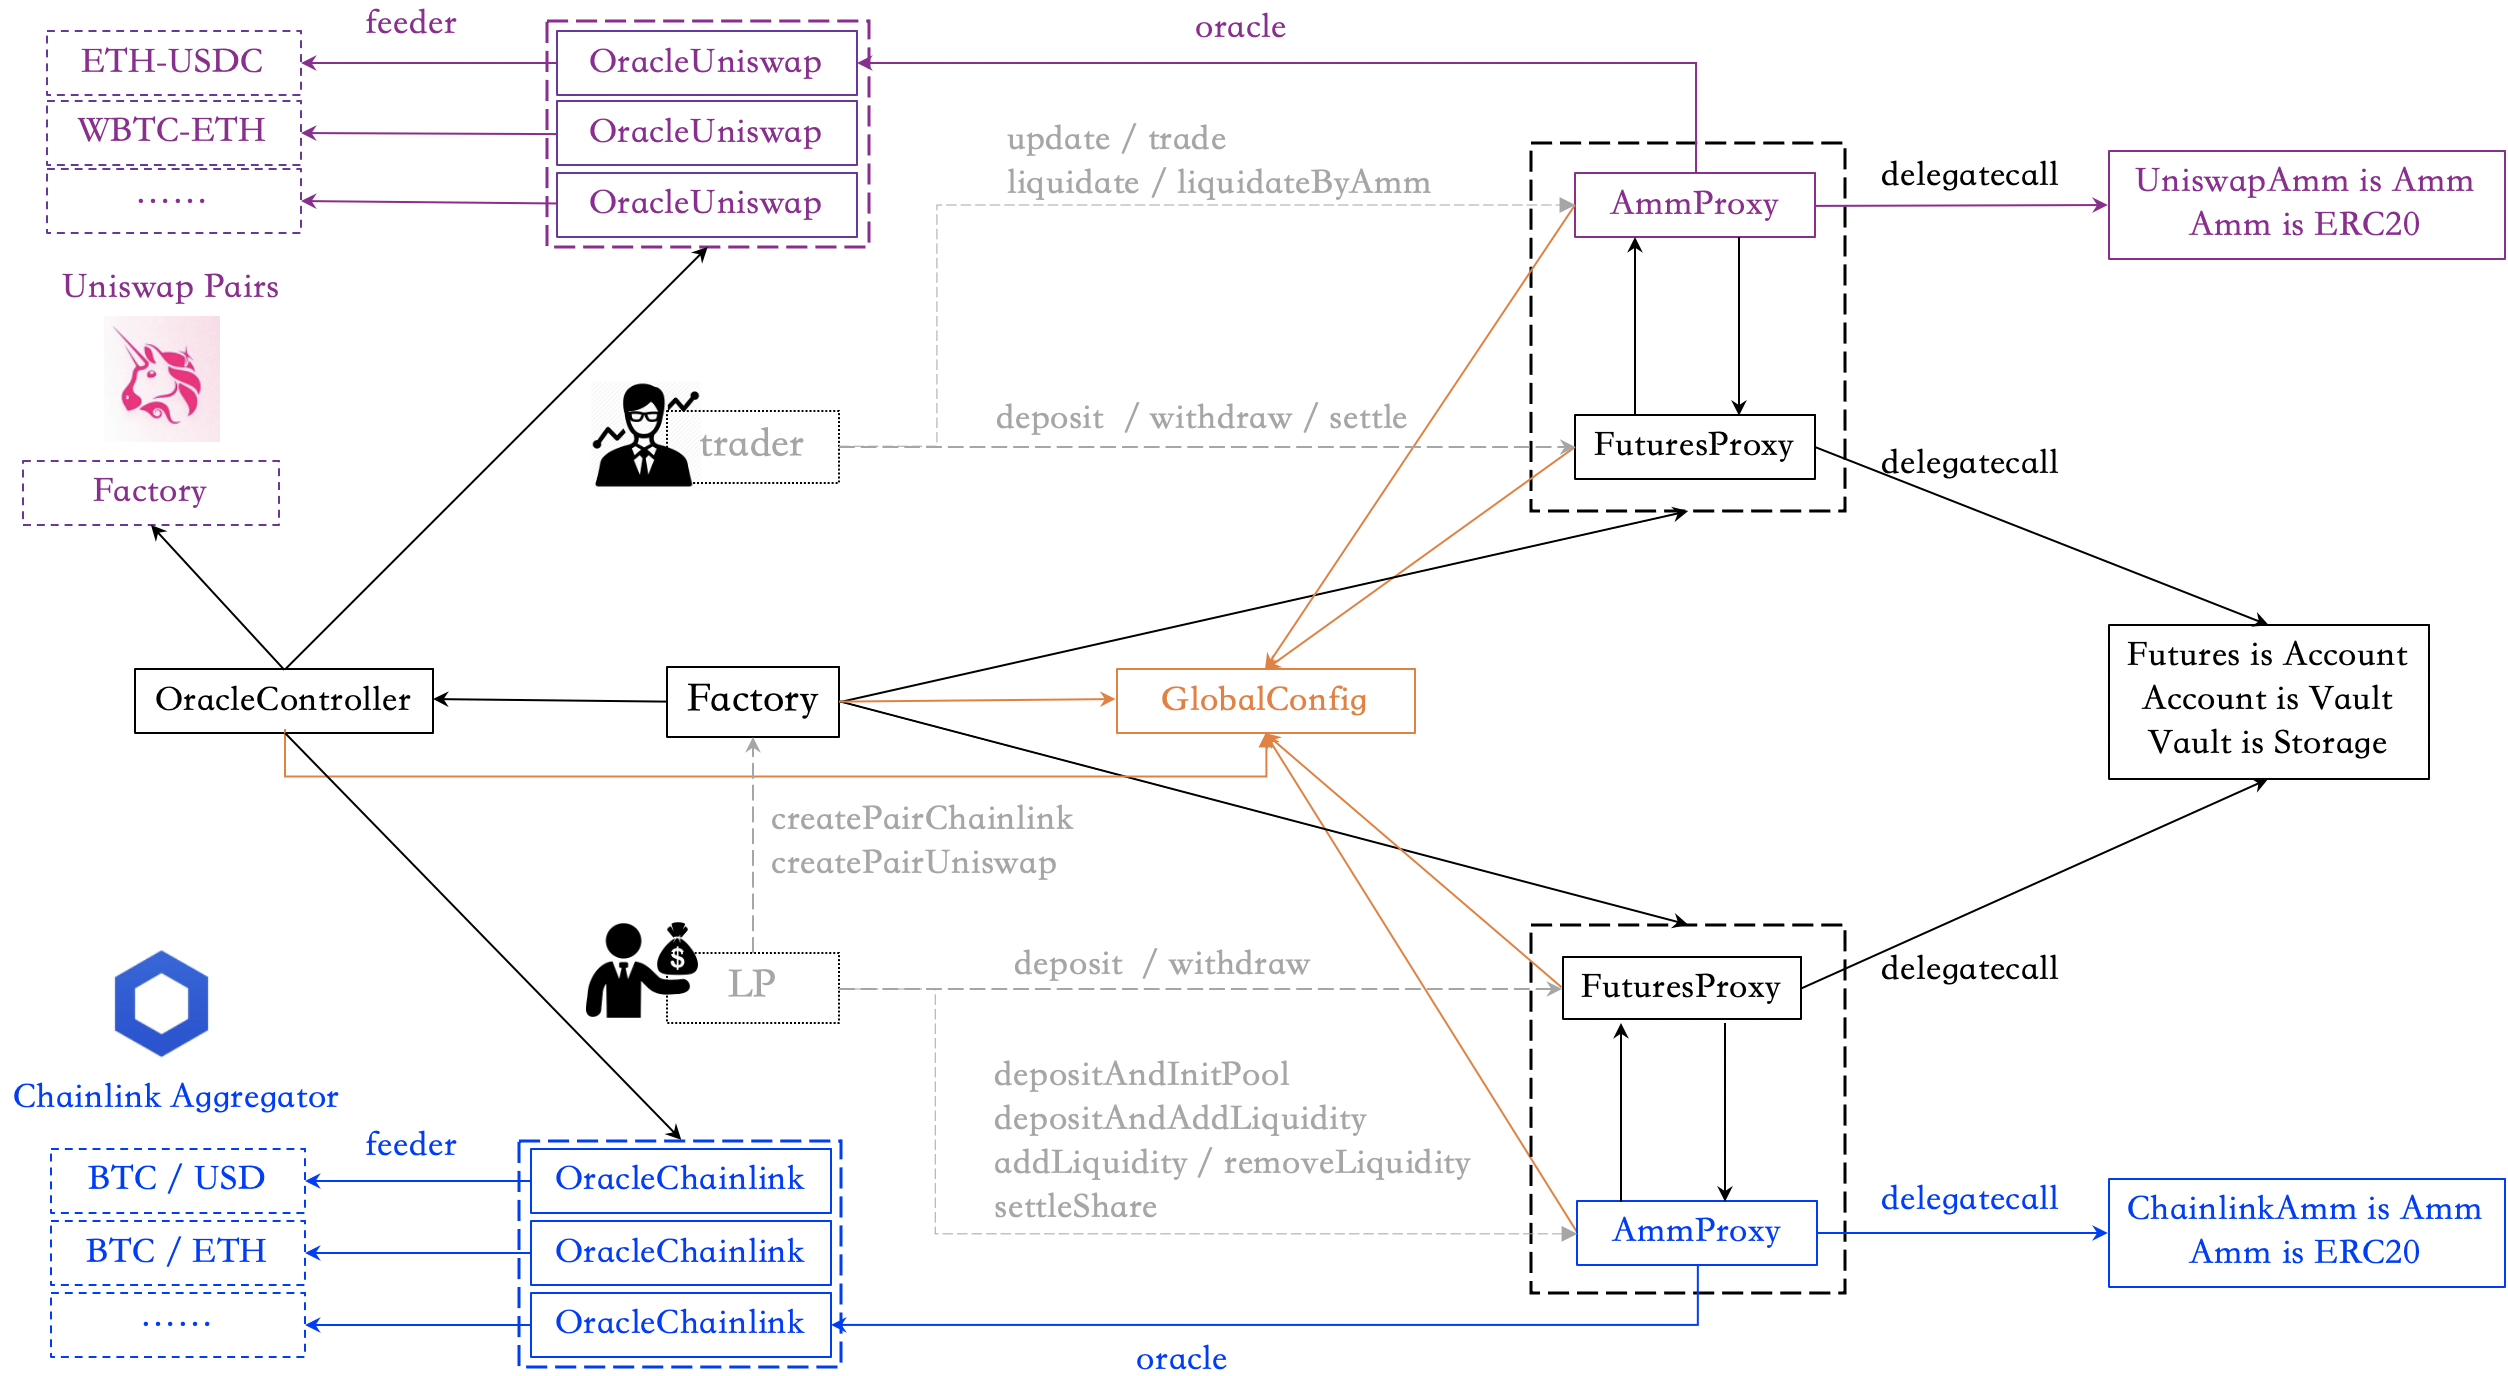 feeder
oracle
ETH-USDC
OracleUniswap
WBTC-ETH
OracleUniswap
······
OracleUniswap
update / trade
liquidate / liquidateByAmm
AmmProxy
delegatecall
UniswapAmm is Amm
Amm is ERC20
Uniswap Pairs
Factory
trader
deposit / withdraw / settle
FuturesProxy
delegatecall
OracleController
Factory
GlobalConfig
Futures is Account
Account is Vault
Vault is Storage
createPairChainlink
createPairUniswap
$
LP
deposit / withdraw
FuturesProxy
delegatecall
depositAndInitPool
depositAndAddLiquidity
addLiquidity / removeLiquidity
settleShare
Chainlink Aggregator
feeder
BTC / USD
OracleChainlink
BTC / ETH
OracleChainlink
······
OracleChainlink
AmmProxy
delegatecall
ChainlinkAmm is Amm
Amm is ERC20
oracle